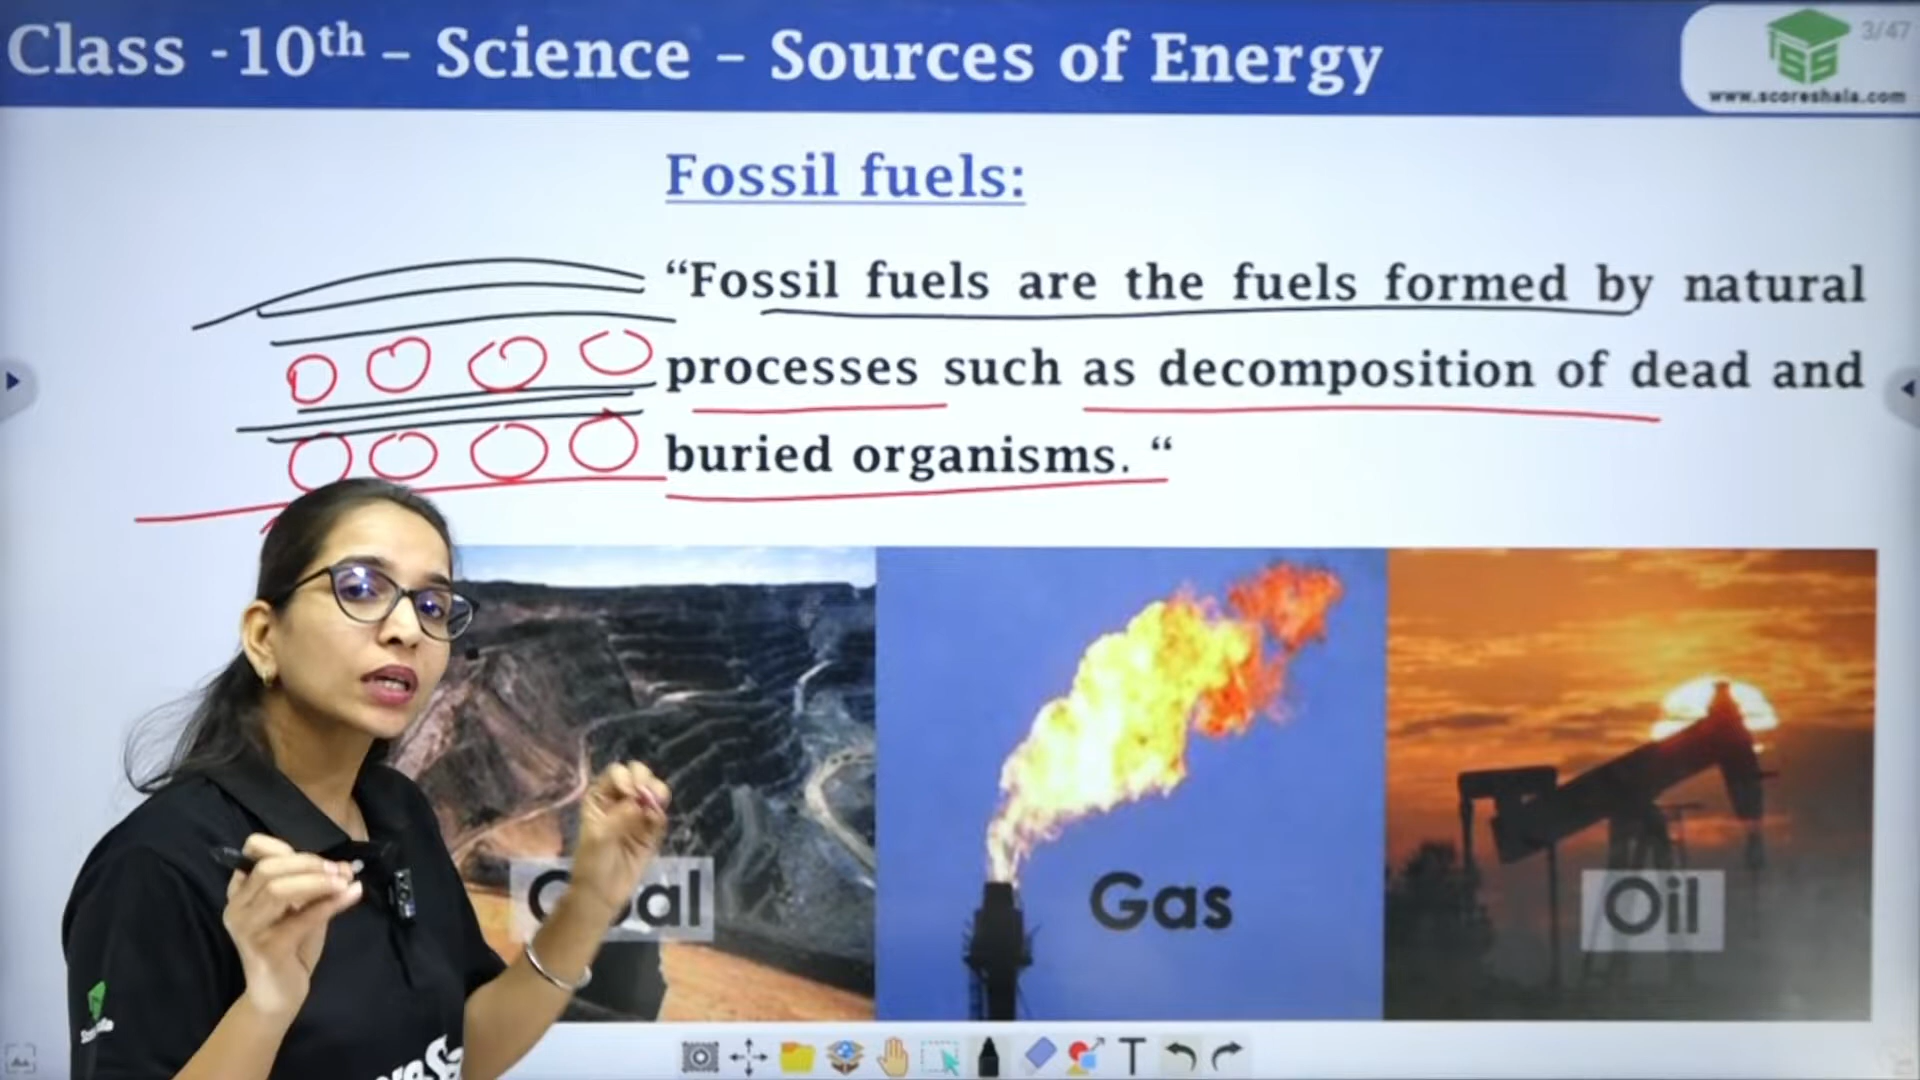 Class -10th – Science – Sources of Energy
3/47
SS
www.scoreshala.com
Fossil fuels:
“Fossil fuels are the fuels formed by natural
processes such as decomposition of dead and
buried organisms. “
Gas
Oil
T